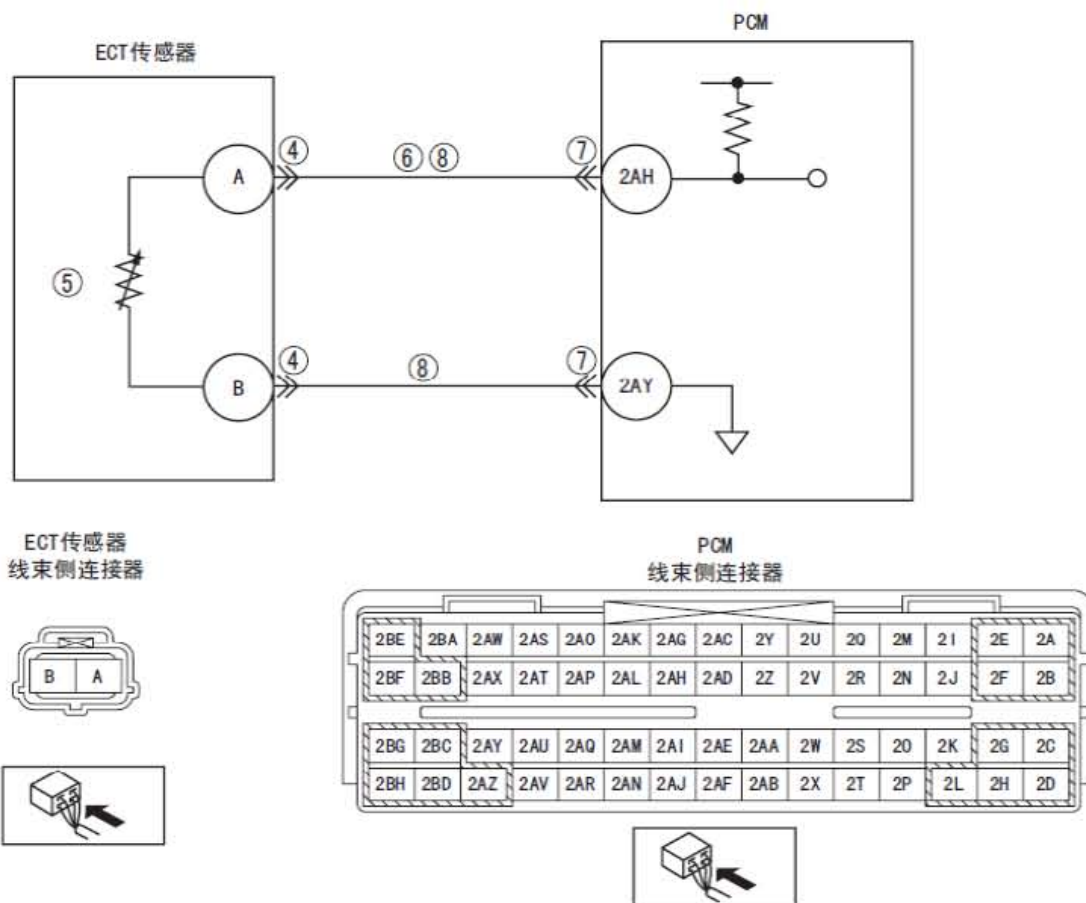 PCM
ECT传感器
④ ⑥⑧ ⑦
A 2AH
⑤
④ ⑧ ⑦
B 2AY
ECT传感器
线束侧连接器
B A
PCM
线束侧连接器
2BE 2BA 2AW 2AS 2AO 2AK 2AG 2AC 2Y 2U 2Q 2M 2I 2E 2A
2BF 2BB 2AX 2AT 2AP 2AL 2AH 2AD 2Z 2V 2R 2N 2J 2F 2B
2BG 2BC 2AY 2AU 2AQ 2AM 2AI 2AE 2AA 2W 2S 2O 2K 2G 2C
2BH 2BD 2AZ 2AV 2AR 2AN 2AJ 2AF 2AB 2X 2T 2P 2L 2H 2D